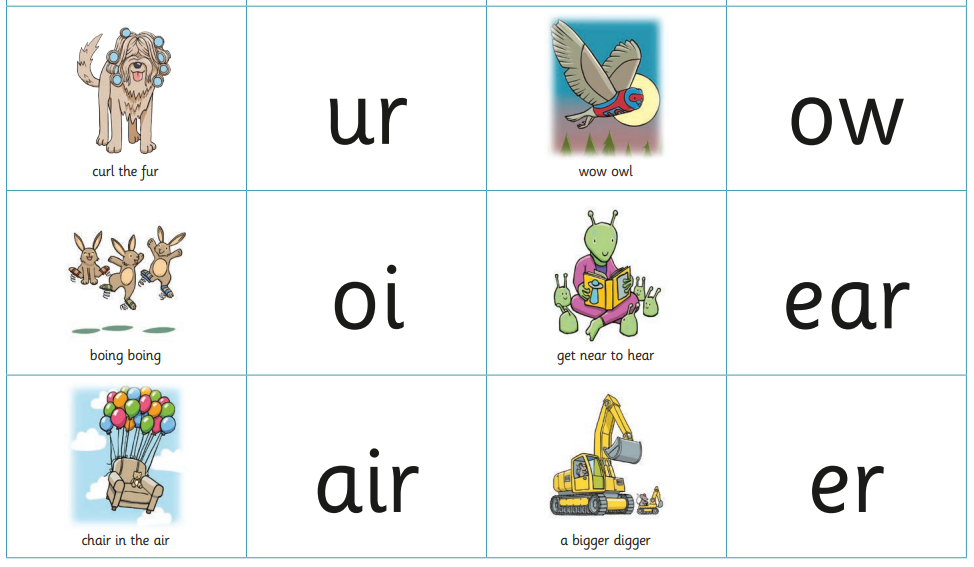 curl the fur
ur
wow owl
ow
boing boing
oi
get near to hear
ear
chair in the air
air
a bigger digger
er